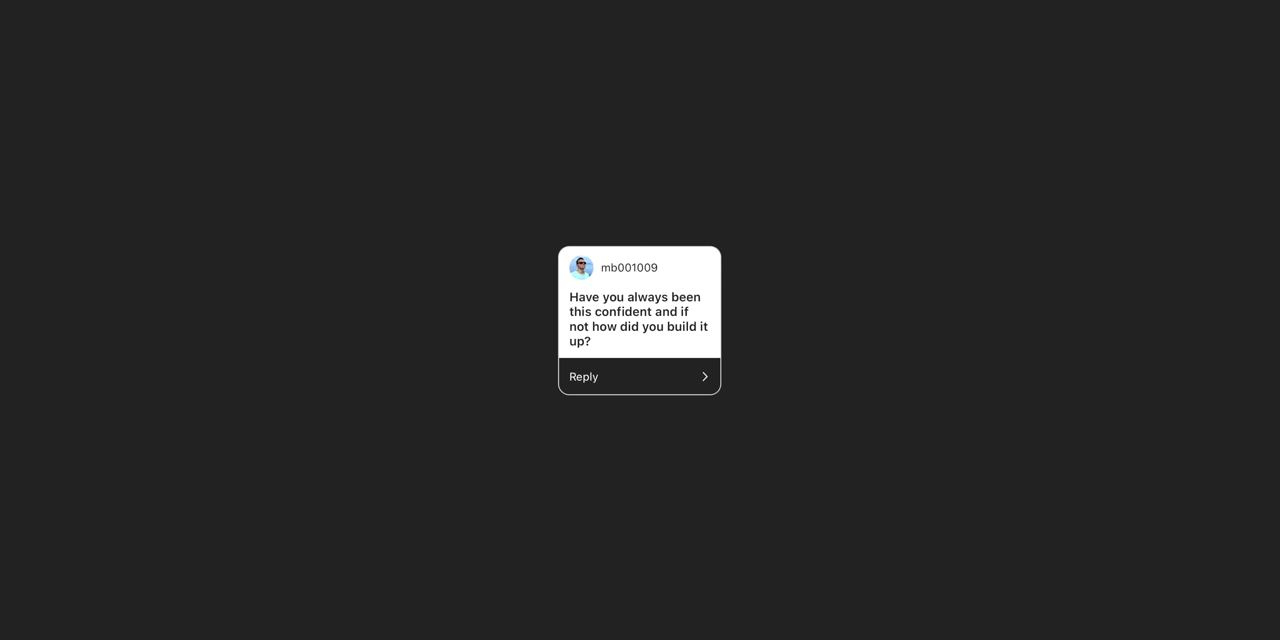 mb001009
Have you always been
this confident and if
not how did you build it
up?
Reply